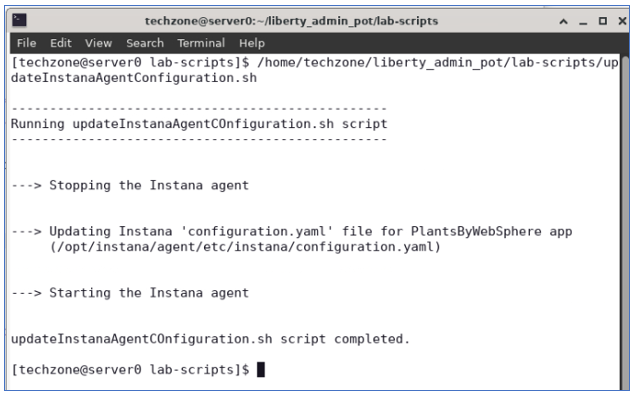 techzone@server0:~/liberty_admin_pot/lab-scripts
File Edit View Search Terminal Help
[techzone@server0 lab-scripts]$ /home/techzone/liberty_admin_pot/lab-scripts/up
dateInstanaAgentConfiguration.sh
-----------------------------------------------
Running updateInstanaAgentCOnfiguration.sh script
-----------------------------------------------
---> Stopping the Instana agent
---> Updating Instana 'configuration.yaml' file for PlantsByWebSphere app
(/opt/instana/agent/etc/instana/configuration.yaml)
---> Starting the Instana agent
updateInstanaAgentCOnfiguration.sh script completed.
[techzone@server0 lab-scripts]$